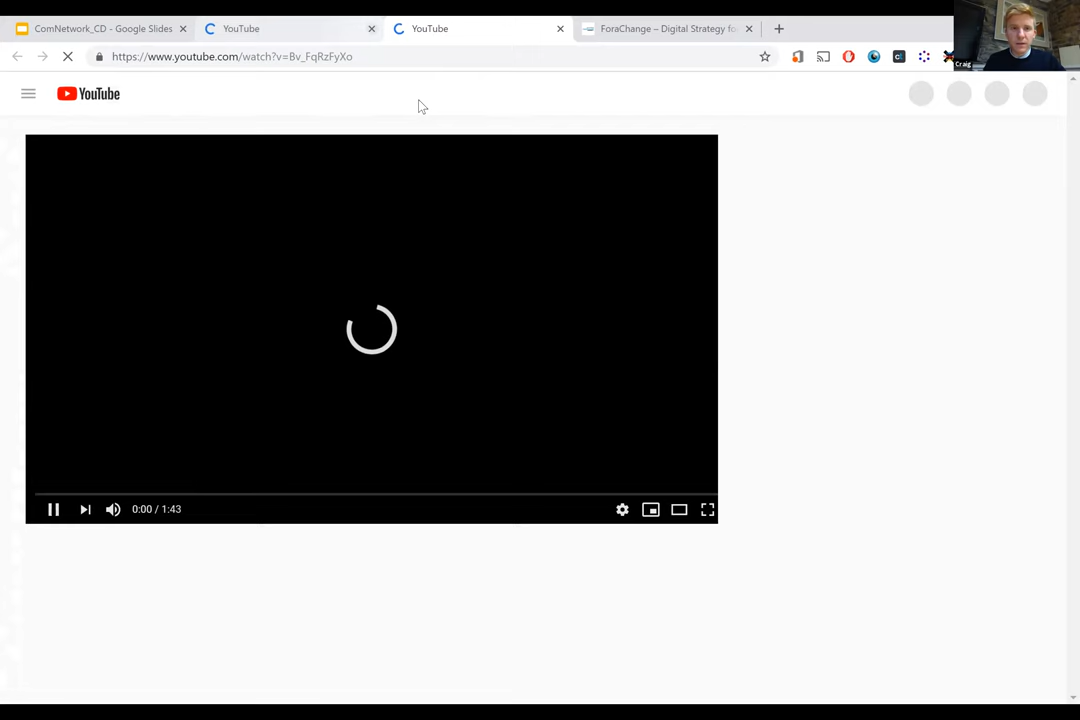 ComNetwork_CD - Google Slides
YouTube
YouTube
ForaChange – Digital Strategy fo
https://www.youtube.com/watch?v=Bv_FqRzFyXo
Craig
YouTube
0:00 / 1:43